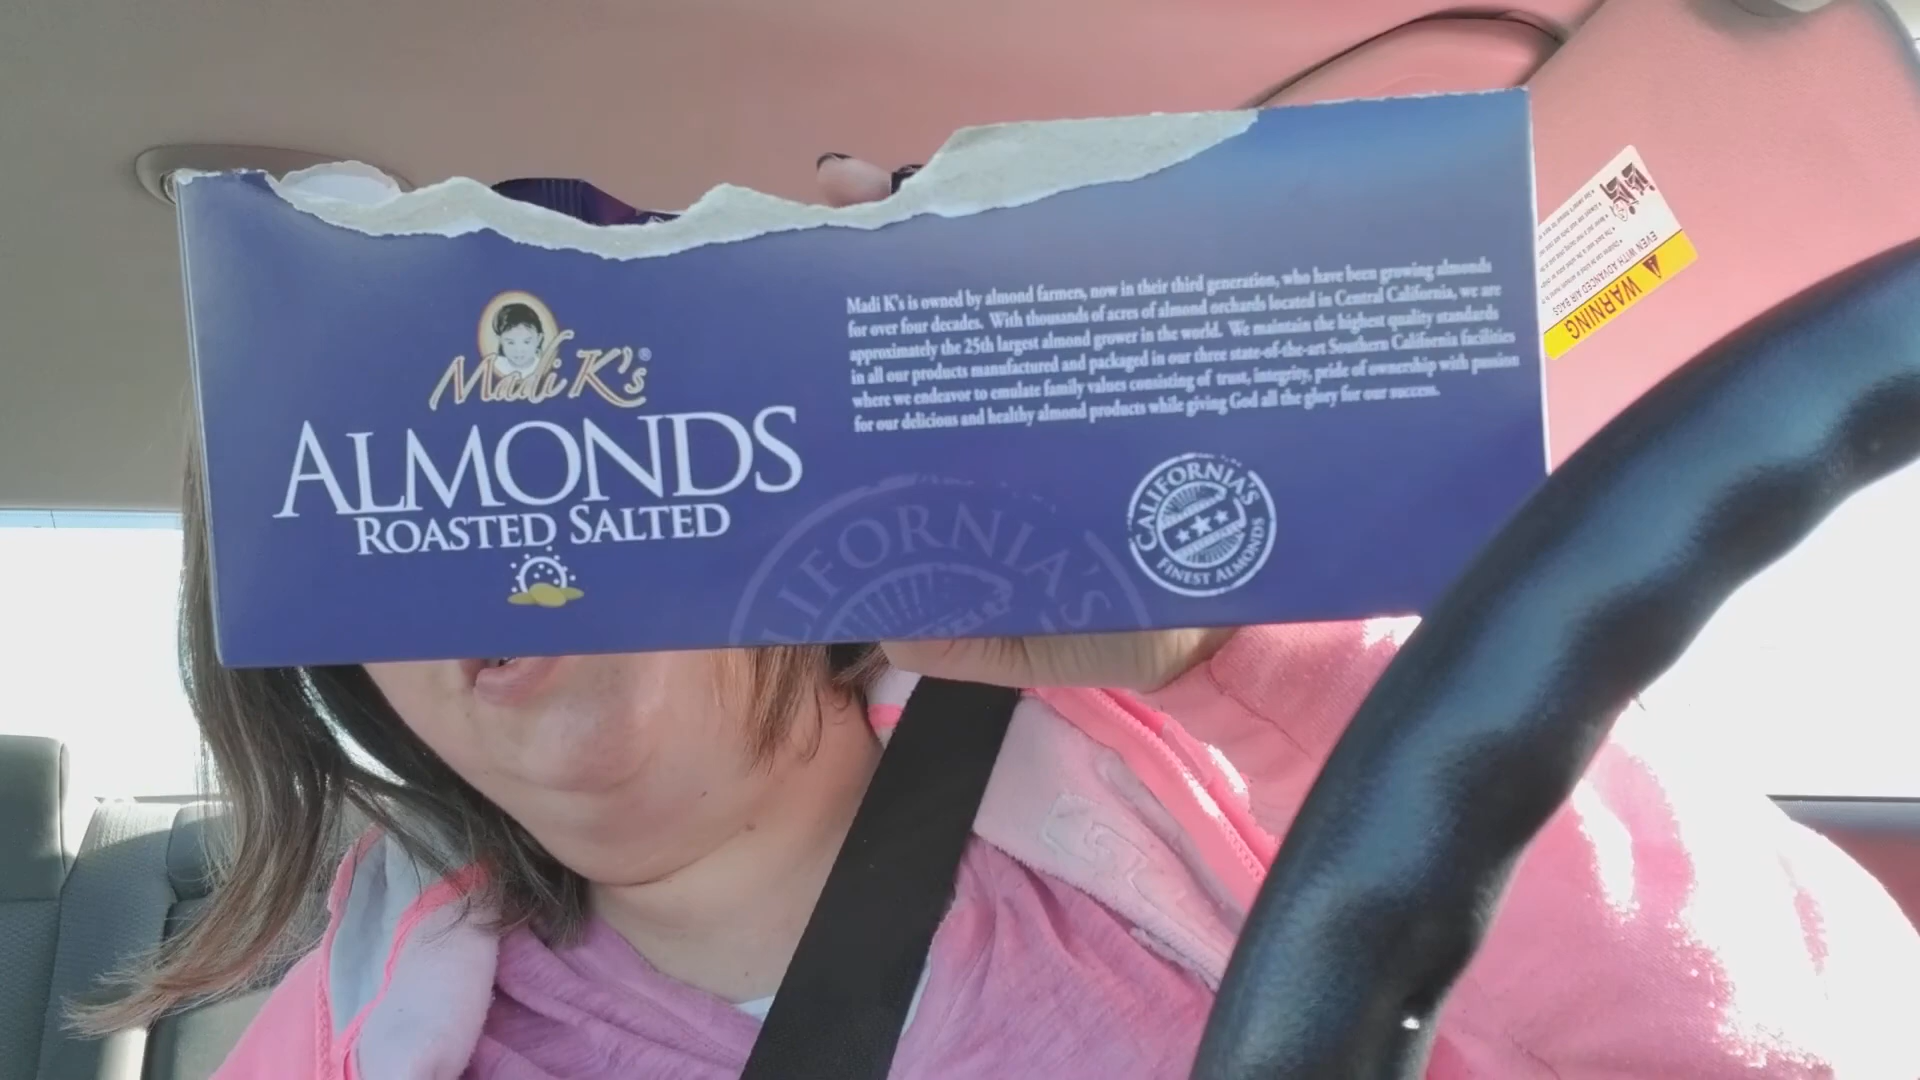 Madi K's®
ALMONDS
ROASTED SALTED
Madi K's is owned by almond farmers, now in their third generation, who have been growing almonds
for over four decades. With thousands of acres of almond orchards located in Central California, we are
approximately the 25th largest almond grower in the world. We maintain the highest quality standards
in all our products manufactured and packaged in our three state-of-the-art Southern California facilities
where we endeavor to emulate family values consisting of trust, integrity, pride of ownership with passion
for our delicious and healthy almond products while giving God all the glory for our success.
CALIFORNIA'S
FINEST ALMONDS
LIFORNIA'S
WARNING
EVEN WITH ADVANCED AIR BAGS